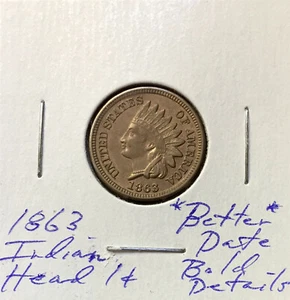 UNITED STATES OF AMERICA
1863
1863
Indian
Head 1¢
*Better*
Date
Bold
Details